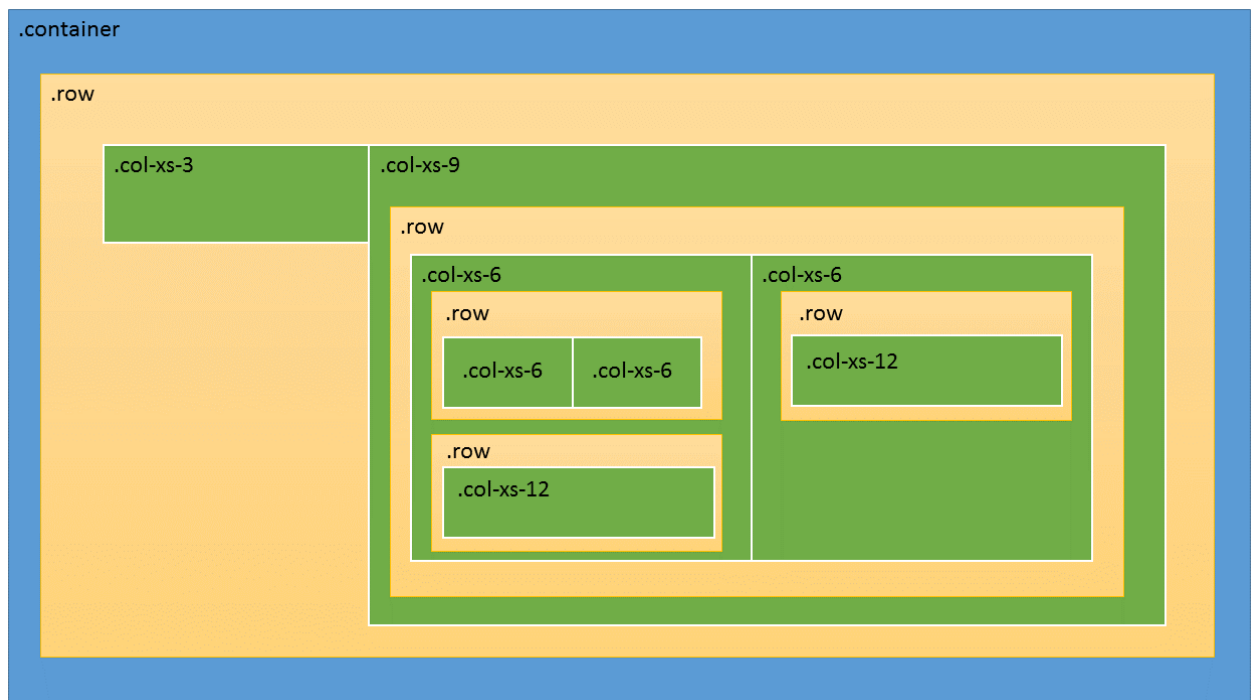 .container
.row
.col-xs-3
.col-xs-9
.row
.col-xs-6
.col-xs-6
.row
.row
.col-xs-6
.col-xs-6
.col-xs-12
.row
.col-xs-12